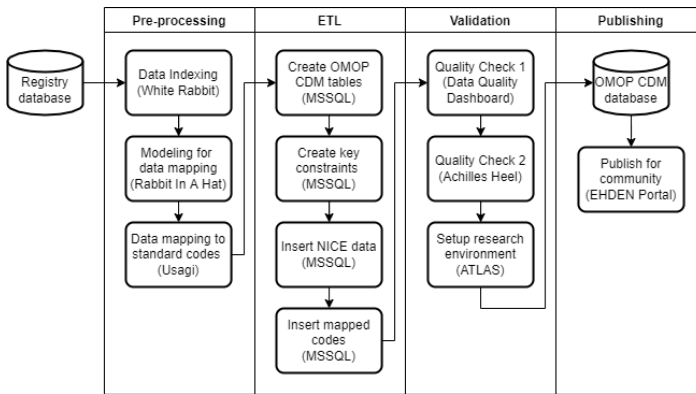 Pre-processing
ETL
Validation
Publishing
Registry
database
Data Indexing
(White Rabbit)
Modeling for
data mapping
(Rabbit In A Hat)
Data mapping to
standard codes
(Usagi)
Create OMOP
CDM tables
(MSSQL)
Create key
constraints
(MSSQL)
Insert NICE data
(MSSQL)
Insert mapped
codes
(MSSQL)
Quality Check 1
(Data Quality
Dashboard)
Quality Check 2
(Achilles Heel)
Setup research
environment
(ATLAS)
OMOP CDM
database
Publish for
community
(EHDEN Portal)